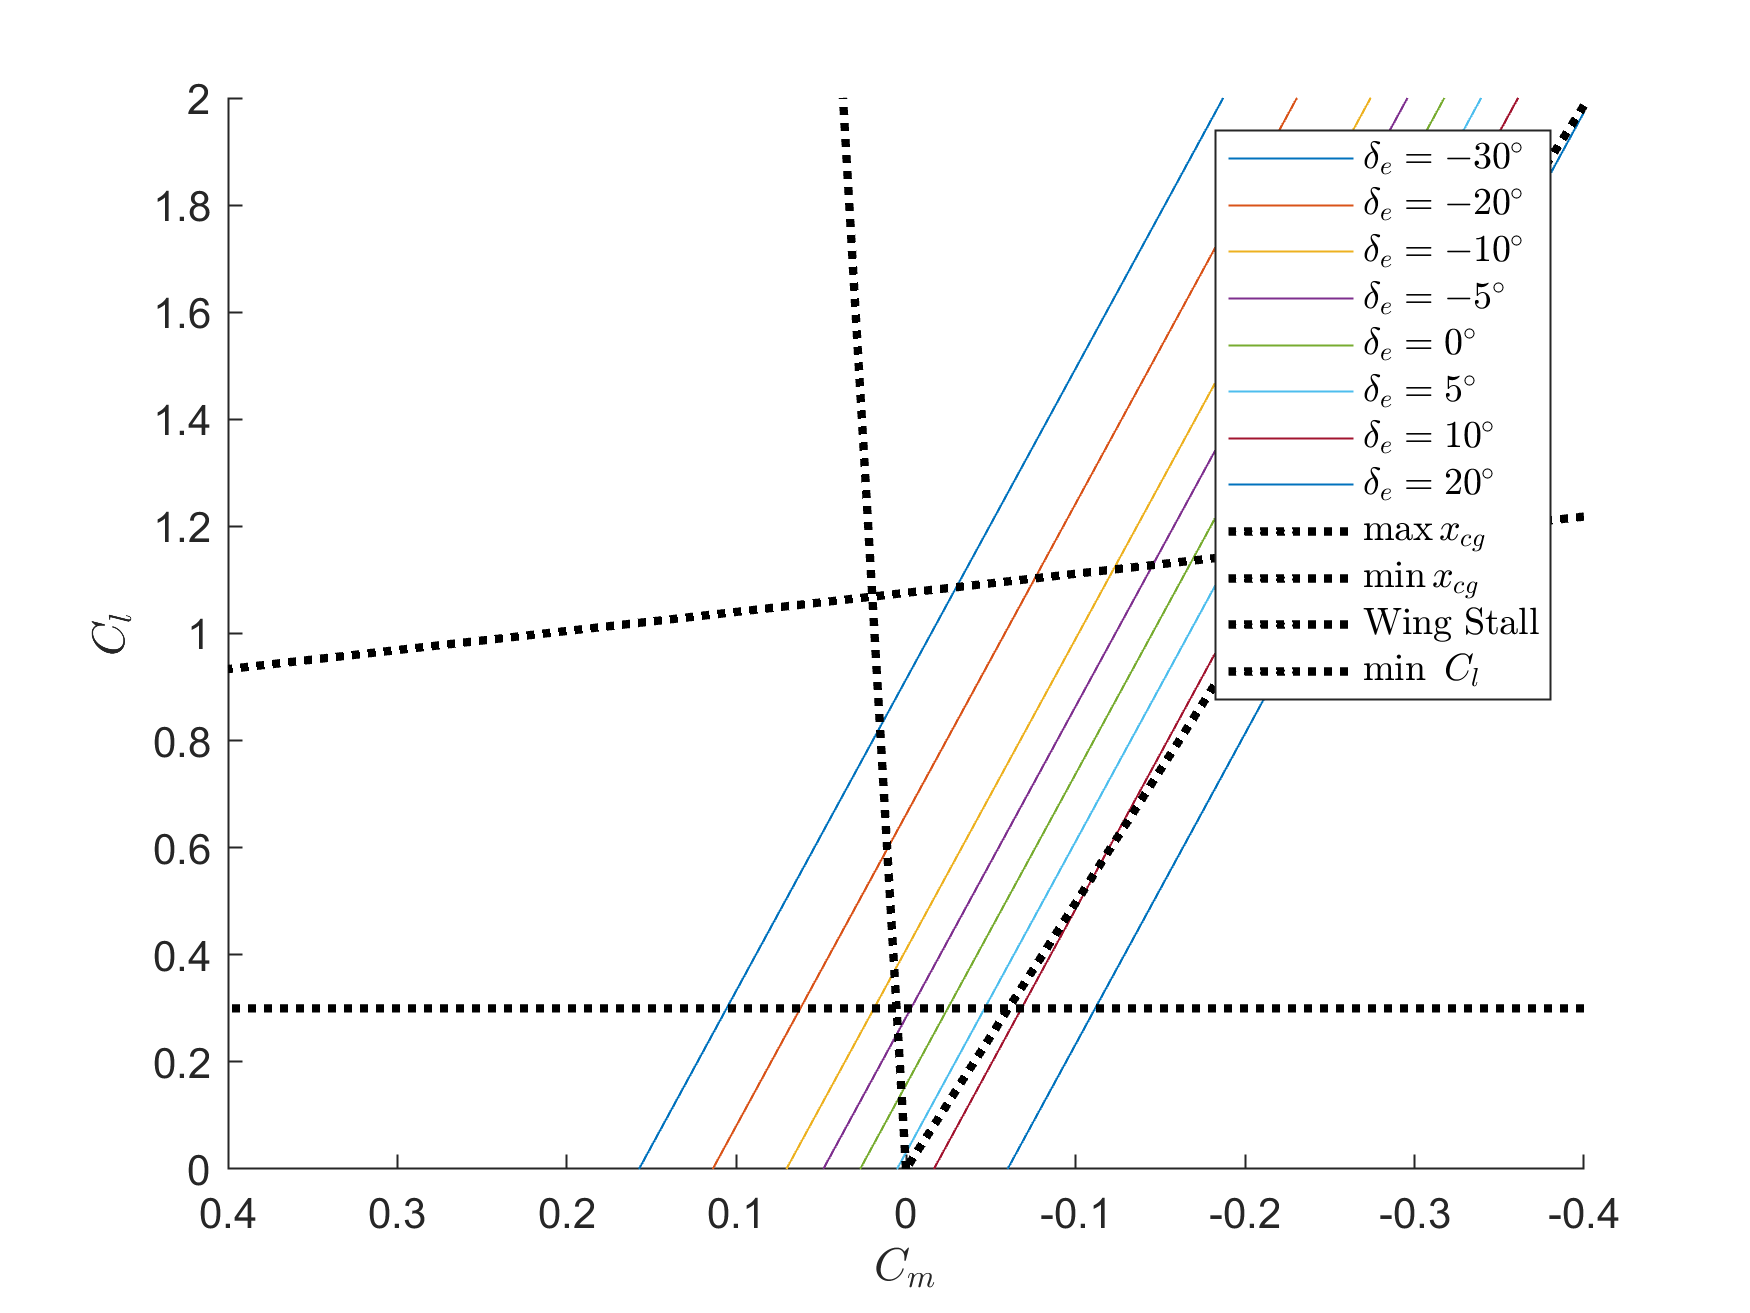 2
1.8
1.6
1.4
1.2
1
0.8
0.6
0.4
0.2
0
C_l
0.4 0.3 0.2 0.1 0 -0.1 -0.2 -0.3 -0.4
C_m
δ_e = −30°
δ_e = −20°
δ_e = −10°
δ_e = −5°
δ_e = 0°
δ_e = 5°
δ_e = 10°
δ_e = 20°
max x_cg
min x_cg
Wing Stall
min C_l